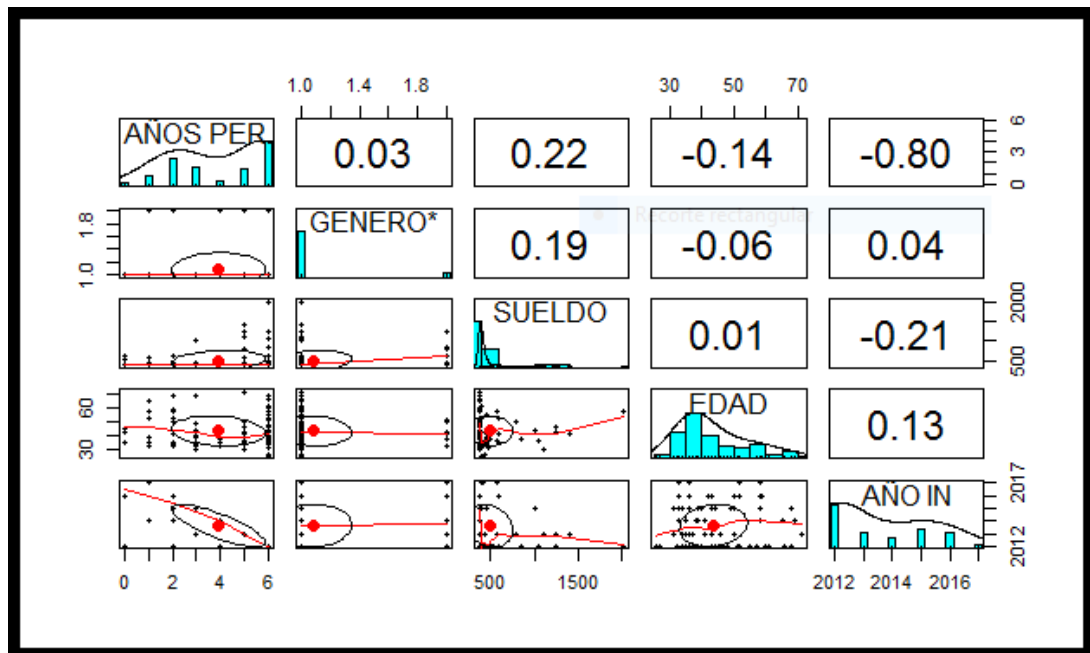 1.0 1.4 1.8 30 50 70
AÑOS PER 0.03 0.22 -0.14 -0.80 0 3 6
1.0 1.8 GENERO* 0.19 -0.06 0.04
Recorte rectangular
SUELDO 0.01 -0.21 500 2000
30 60 EDAD 0.13
AÑO IN 2012 2017
0 2 4 6 500 1500 2012 2014 2016